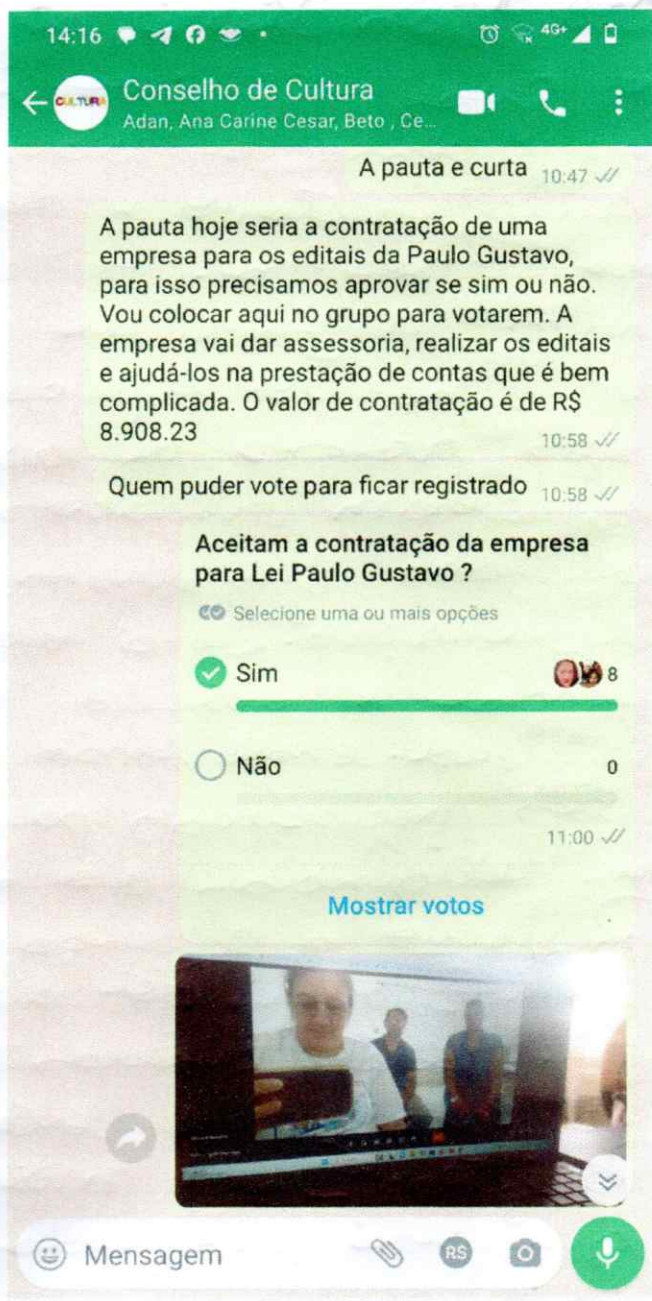 14:16
4G+
CULTURA
Conselho de Cultura
Adan, Ana Carine Cesar, Beto , Ce...
A pauta e curta 10:47
A pauta hoje seria a contratação de uma
empresa para os editais da Paulo Gustavo,
para isso precisamos aprovar se sim ou não.
Vou colocar aqui no grupo para votarem. A
empresa vai dar assessoria, realizar os editais
e ajudá-los na prestação de contas que é bem
complicada. O valor de contratação é de R$
8.908.23
10:58
Quem puder vote para ficar registrado 10:58
Aceitam a contratação da empresa
para Lei Paulo Gustavo ?
Selecione uma ou mais opções
Sim 8
Não 0
11:00
Mostrar votos
Mensagem
R$